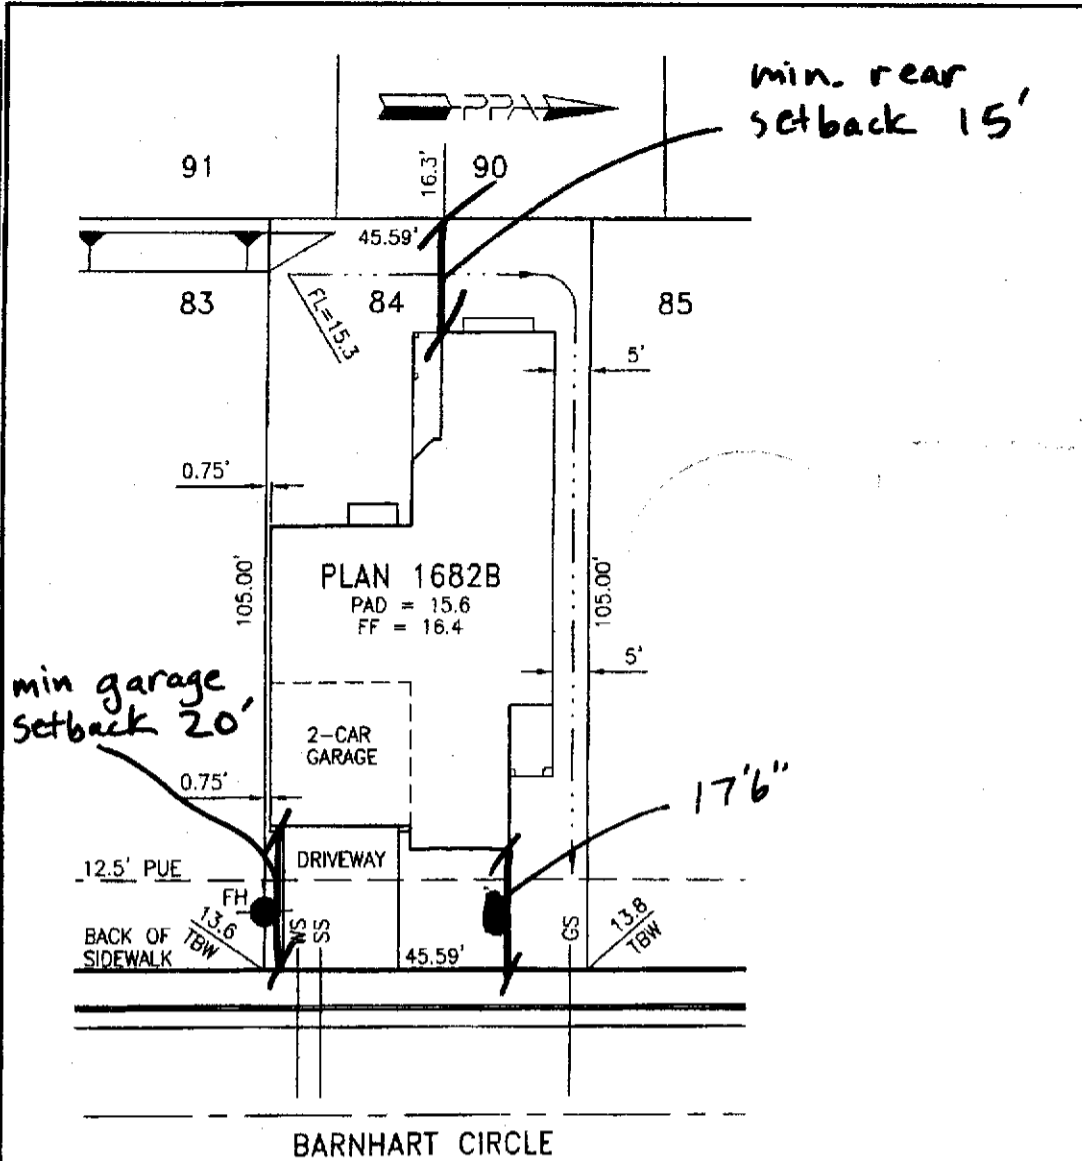 min. rear
setback 15'
PPA
91
16.3'
90
45.59'
83
FL=15.3
84
85
5'
0.75'
105.00'
PLAN 1682B
PAD = 15.6
FF = 16.4
105.00'
5'
min garage
setback 20'
2-CAR
GARAGE
0.75'
17'6"
12.5' PUE
DRIVEWAY
FH
13.6
TBW
WS
SS
GS
13.8
TBW
BACK OF
SIDEWALK
45.59'
BARNHART CIRCLE